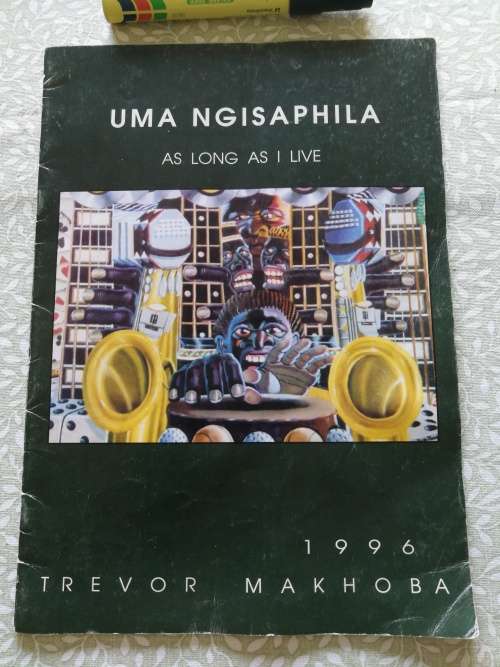 UMA NGISAPHILA
AS LONG AS I LIVE
1996
TREVOR MAKHOBA